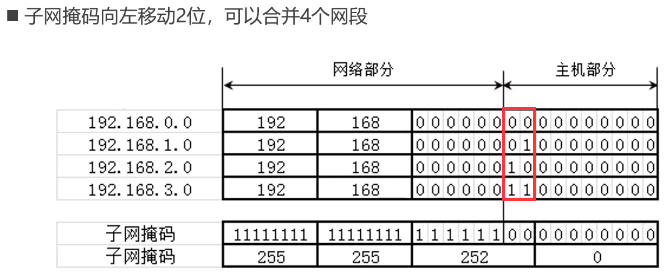 ■ 子网掩码向左移动2位，可以合并4个网段
网络部分 主机部分
192.168.0.0 192 168 0 0 0 0 0 0 0 0 0 0 0 0 0 0 0 0
192.168.1.0 192 168 0 0 0 0 0 0 0 1 0 0 0 0 0 0 0 0
192.168.2.0 192 168 0 0 0 0 0 0 1 0 0 0 0 0 0 0 0 0
192.168.3.0 192 168 0 0 0 0 0 0 1 1 0 0 0 0 0 0 0 0
子网掩码 11111111 11111111 1 1 1 1 1 1 0 0 0 0 0 0 0 0 0 0
子网掩码 255 255 252 0